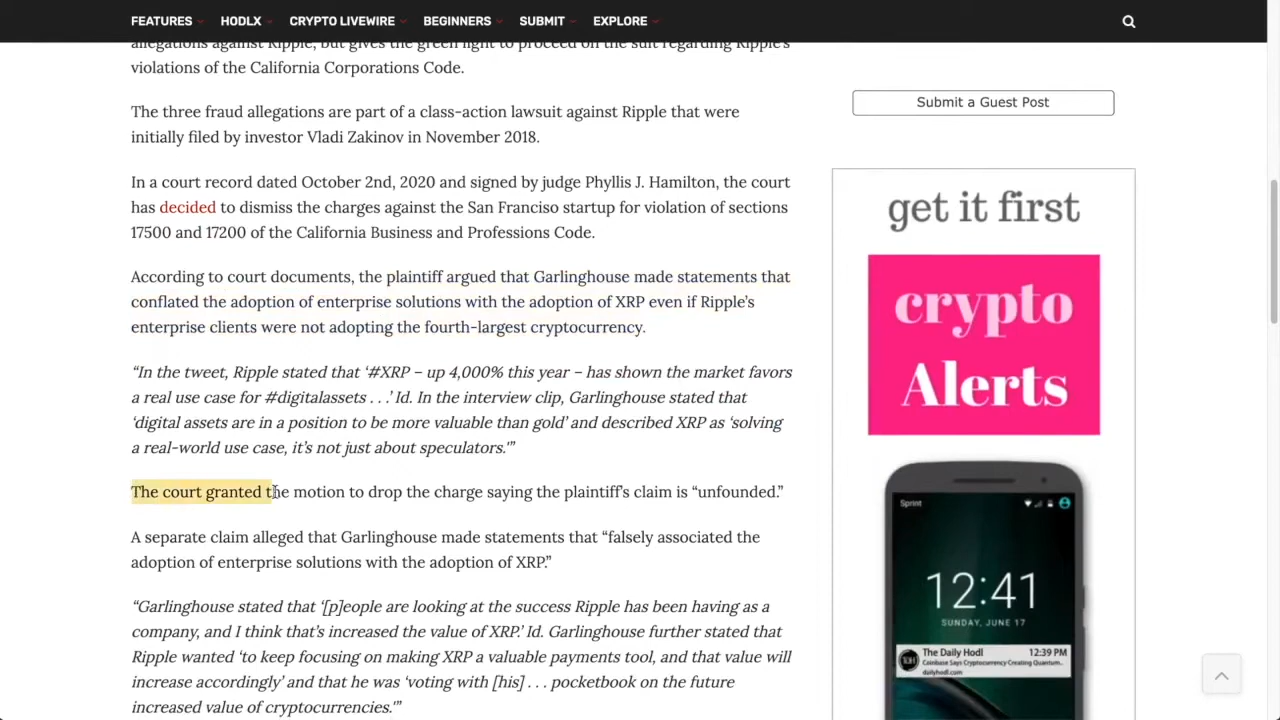 FEATURES HODLX CRYPTO LIVEWIRE BEGINNERS SUBMIT EXPLORE
allegations against Ripple, but gives the green light to proceed on the suit regarding Ripple's
violations of the California Corporations Code.
The three fraud allegations are part of a class-action lawsuit against Ripple that were
initially filed by investor Vladi Zakinov in November 2018.
In a court record dated October 2nd, 2020 and signed by judge Phyllis J. Hamilton, the court
has decided to dismiss the charges against the San Franciso startup for violation of sections
17500 and 17200 of the California Business and Professions Code.
According to court documents, the plaintiff argued that Garlinghouse made statements that
conflated the adoption of enterprise solutions with the adoption of XRP even if Ripple's
enterprise clients were not adopting the fourth-largest cryptocurrency.
“In the tweet, Ripple stated that ‘#XRP – up 4,000% this year – has shown the market favors
a real use case for #digitalassets . . .’ Id. In the interview clip, Garlinghouse stated that
‘digital assets are in a position to be more valuable than gold’ and described XRP as ‘solving
a real-world use case, it’s not just about speculators.’”
The court granted the motion to drop the charge saying the plaintiff’s claim is “unfounded.”
A separate claim alleged that Garlinghouse made statements that “falsely associated the
adoption of enterprise solutions with the adoption of XRP.”
“Garlinghouse stated that ‘[p]eople are looking at the success Ripple has been having as a
company, and I think that’s increased the value of XRP.’ Id. Garlinghouse further stated that
Ripple wanted ‘to keep focusing on making XRP a valuable payments tool, and that value will
increase accordingly’ and that he was ‘voting with [his] . . . pocketbook on the future
increased value of cryptocurrencies.’”
Submit a Guest Post
get it first
crypto
Alerts
Sprint
12:41
SUNDAY, JUNE 17
The Daily Hodl 12:39 PM
Coinbase Says Cryptocurrency Creating Quantum..
dailyhodl.com